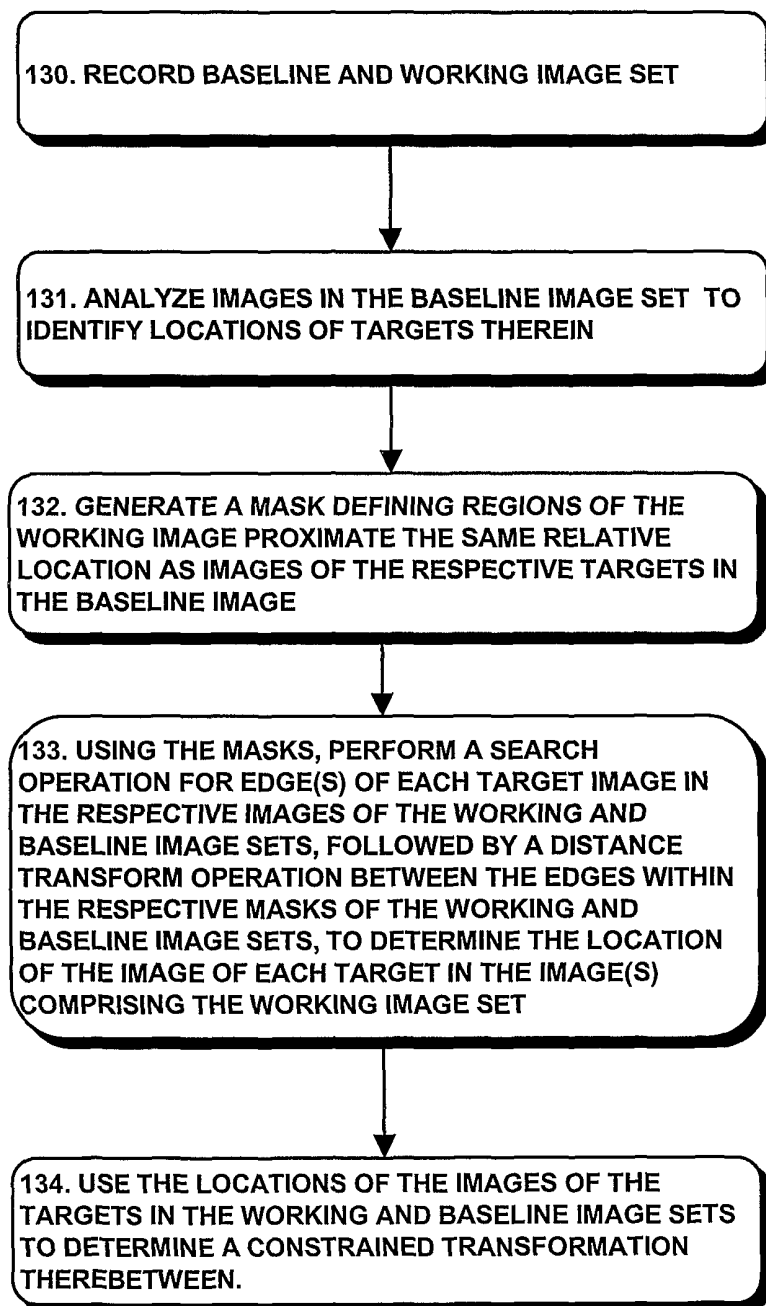 130. RECORD BASELINE AND WORKING IMAGE SET
131. ANALYZE IMAGES IN THE BASELINE IMAGE SET TO
IDENTIFY LOCATIONS OF TARGETS THEREIN
132. GENERATE A MASK DEFINING REGIONS OF THE
WORKING IMAGE PROXIMATE THE SAME RELATIVE
LOCATION AS IMAGES OF THE RESPECTIVE TARGETS IN
THE BASELINE IMAGE
133. USING THE MASKS, PERFORM A SEARCH
OPERATION FOR EDGE(S) OF EACH TARGET IMAGE IN
THE RESPECTIVE IMAGES OF THE WORKING AND
BASELINE IMAGE SETS, FOLLOWED BY A DISTANCE
TRANSFORM OPERATION BETWEEN THE EDGES WITHIN
THE RESPECTIVE MASKS OF THE WORKING AND
BASELINE IMAGE SETS, TO DETERMINE THE LOCATION
OF THE IMAGE OF EACH TARGET IN THE IMAGE(S)
COMPRISING THE WORKING IMAGE SET
134. USE THE LOCATIONS OF THE IMAGES OF THE
TARGETS IN THE WORKING AND BASELINE IMAGE SETS
TO DETERMINE A CONSTRAINED TRANSFORMATION
THEREBETWEEN.